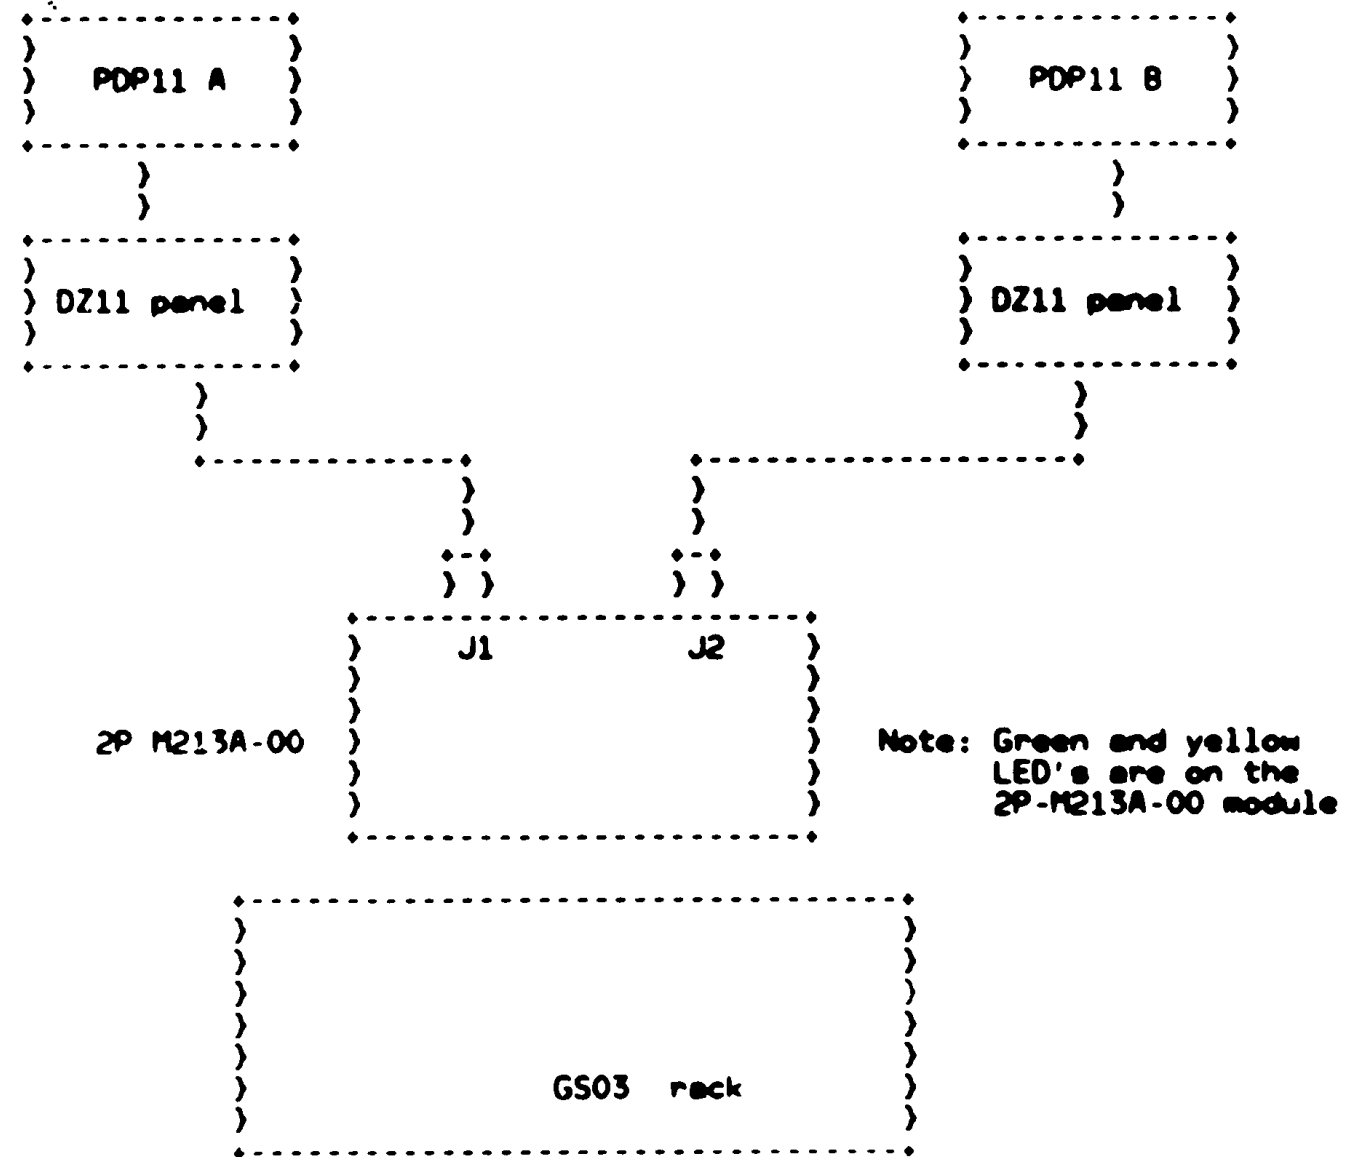 PDP11 A
PDP11 B
DZ11 panel
DZ11 panel
J1
J2
2P M213A-00
Note: Green and yellow
LED's are on the
2P-M213A-00 module
GS03 rack